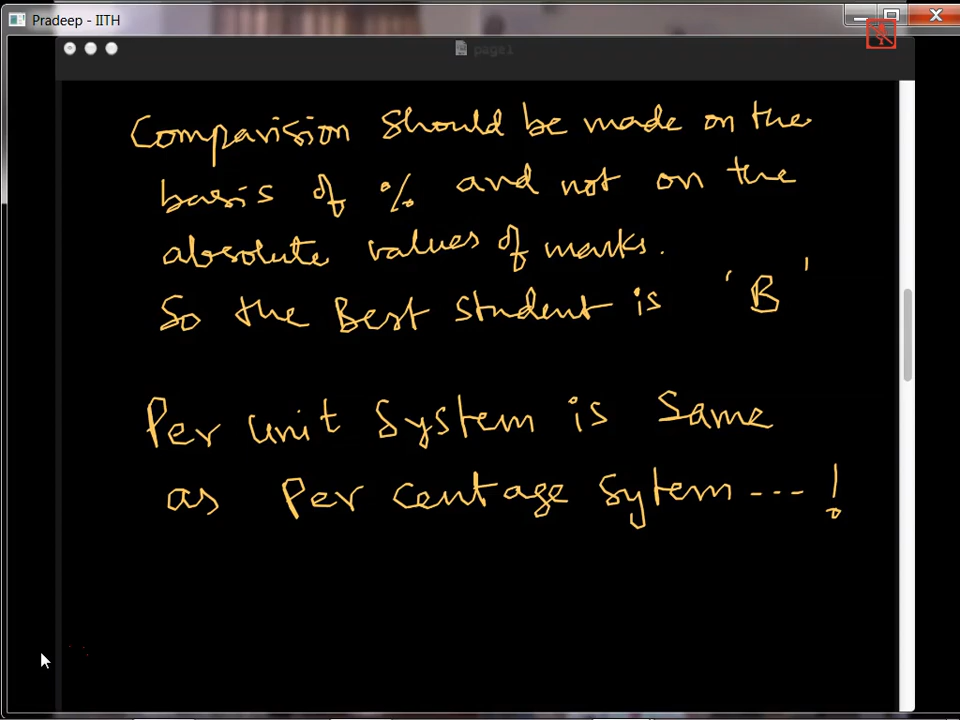 Pradeep - IITH
page1
Comparision should be made on the
basis of % and not on the
absolute values of marks.
So the Best student is 'B'
Per unit System is Same
as Per centage Sytem --- !